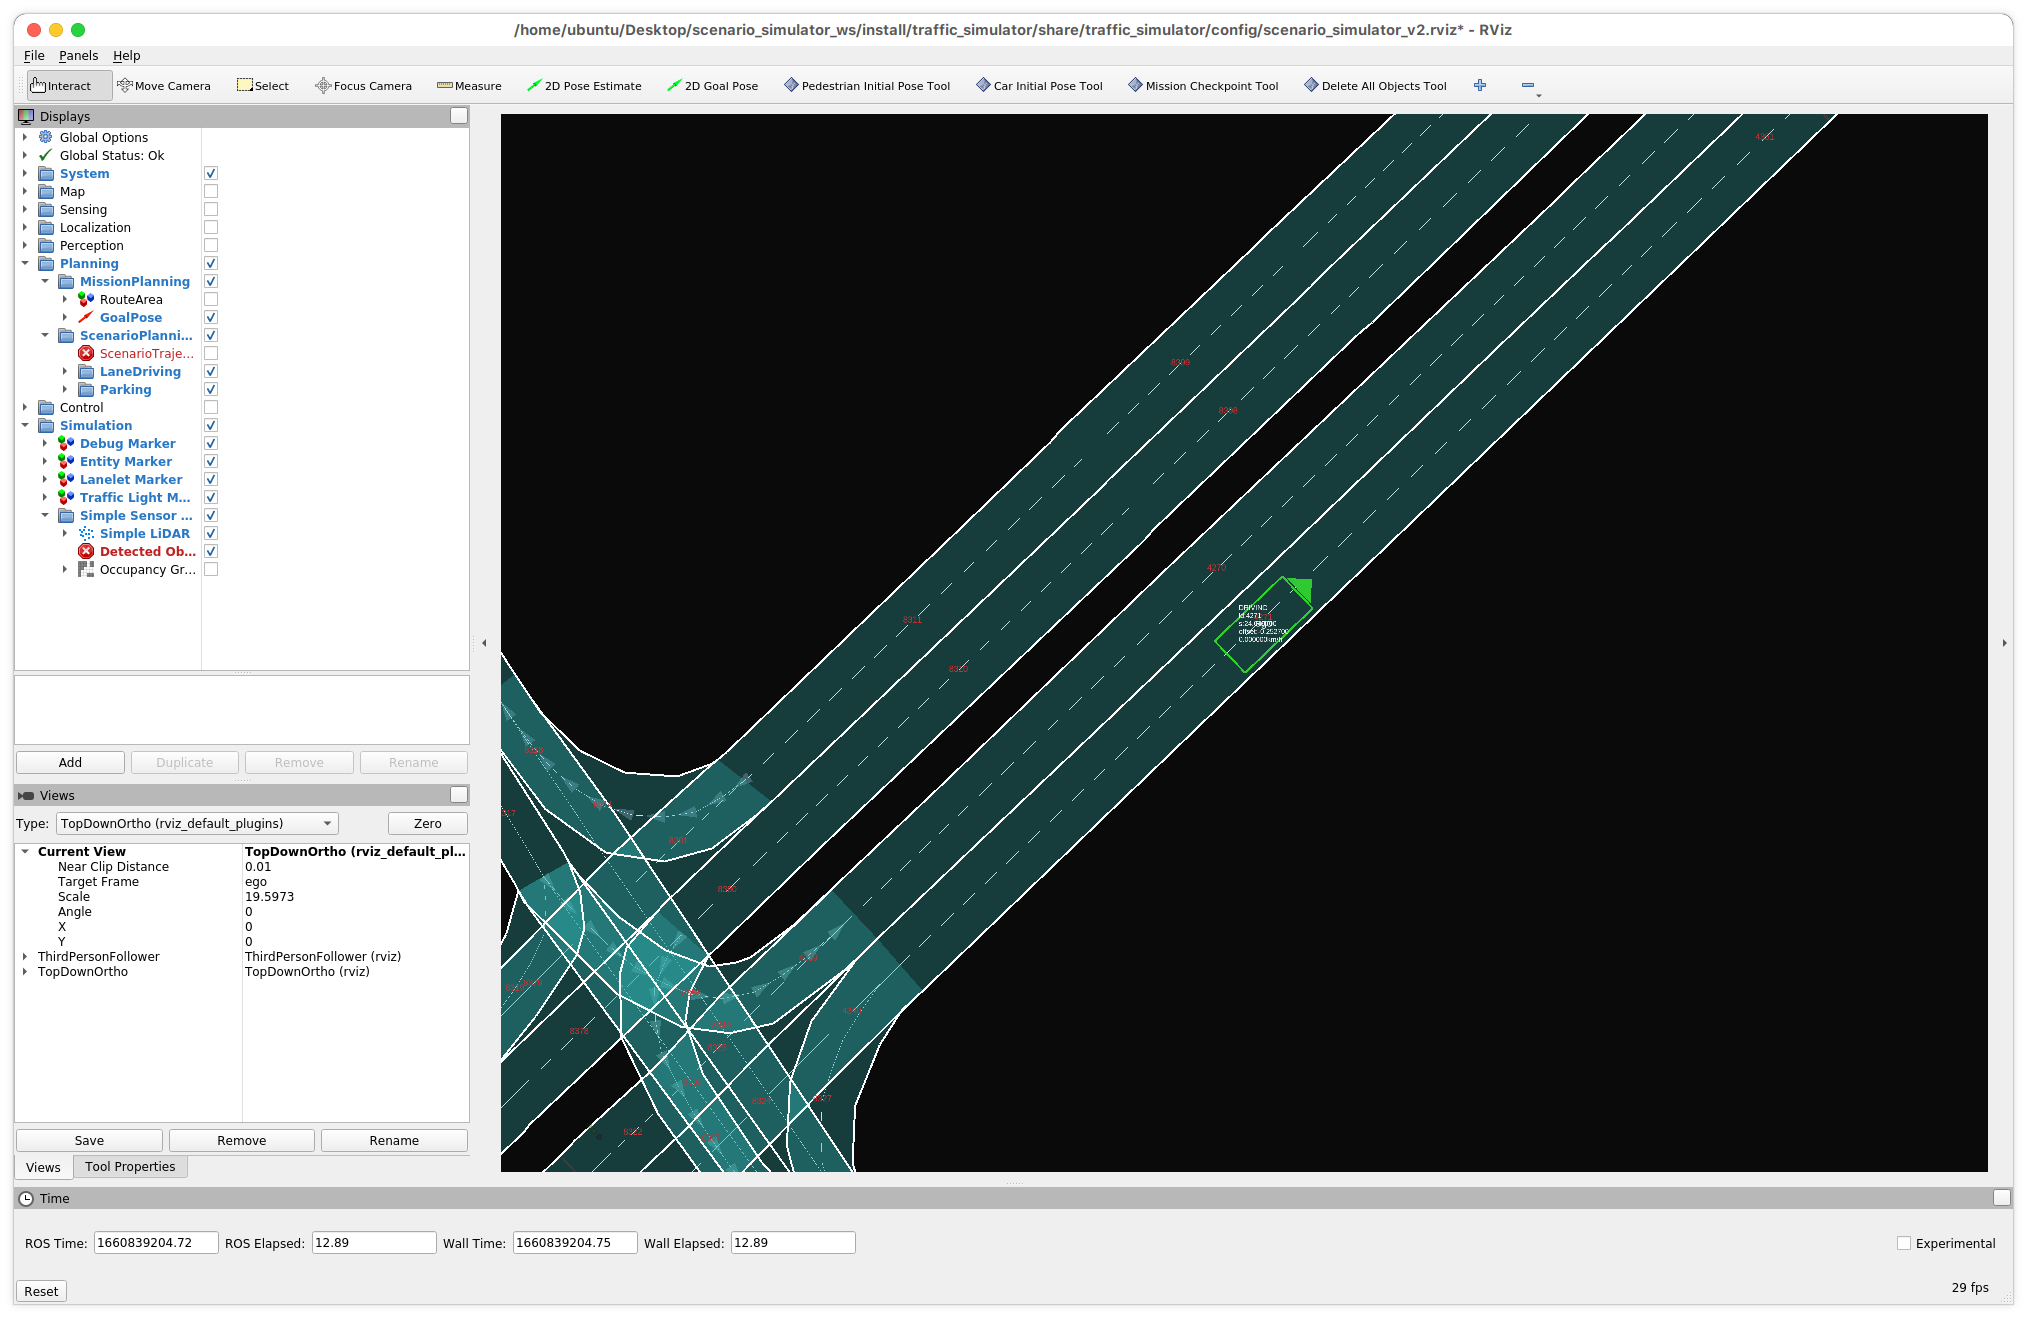 /home/ubuntu/Desktop/scenario_simulator_ws/install/traffic_simulator/share/traffic_simulator/config/scenario_simulator_v2.rviz* - RViz
File Panels Help
Interact Move Camera Select Focus Camera Measure 2D Pose Estimate 2D Goal Pose Pedestrian Initial Pose Tool Car Initial Pose Tool Mission Checkpoint Tool Delete All Objects Tool
Displays
Global Options
Global Status: Ok
System
Map
Sensing
Localization
Perception
Planning
MissionPlanning
RouteArea
GoalPose
ScenarioPlanni...
ScenarioTraje...
LaneDriving
Parking
Control
Simulation
Debug Marker
Entity Marker
Lanelet Marker
Traffic Light M...
Simple Sensor ...
Simple LiDAR
Detected Ob...
Occupancy Gr...
Add Duplicate Remove Rename
Views
Type: TopDownOrtho (rviz_default_plugins) Zero
Current View TopDownOrtho (rviz_default_pl...
Near Clip Distance 0.01
Target Frame ego
Scale 19.5973
Angle 0
X 0
Y 0
ThirdPersonFollower ThirdPersonFollower (rviz)
TopDownOrtho TopDownOrtho (rviz)
Save Remove Rename
Views Tool Properties
4270
8311
8378
DRIVING
id:4271
0.000000km/h
Time
ROS Time: 1660839204.72 ROS Elapsed: 12.89 Wall Time: 1660839204.75 Wall Elapsed: 12.89 Experimental
Reset 29 fps